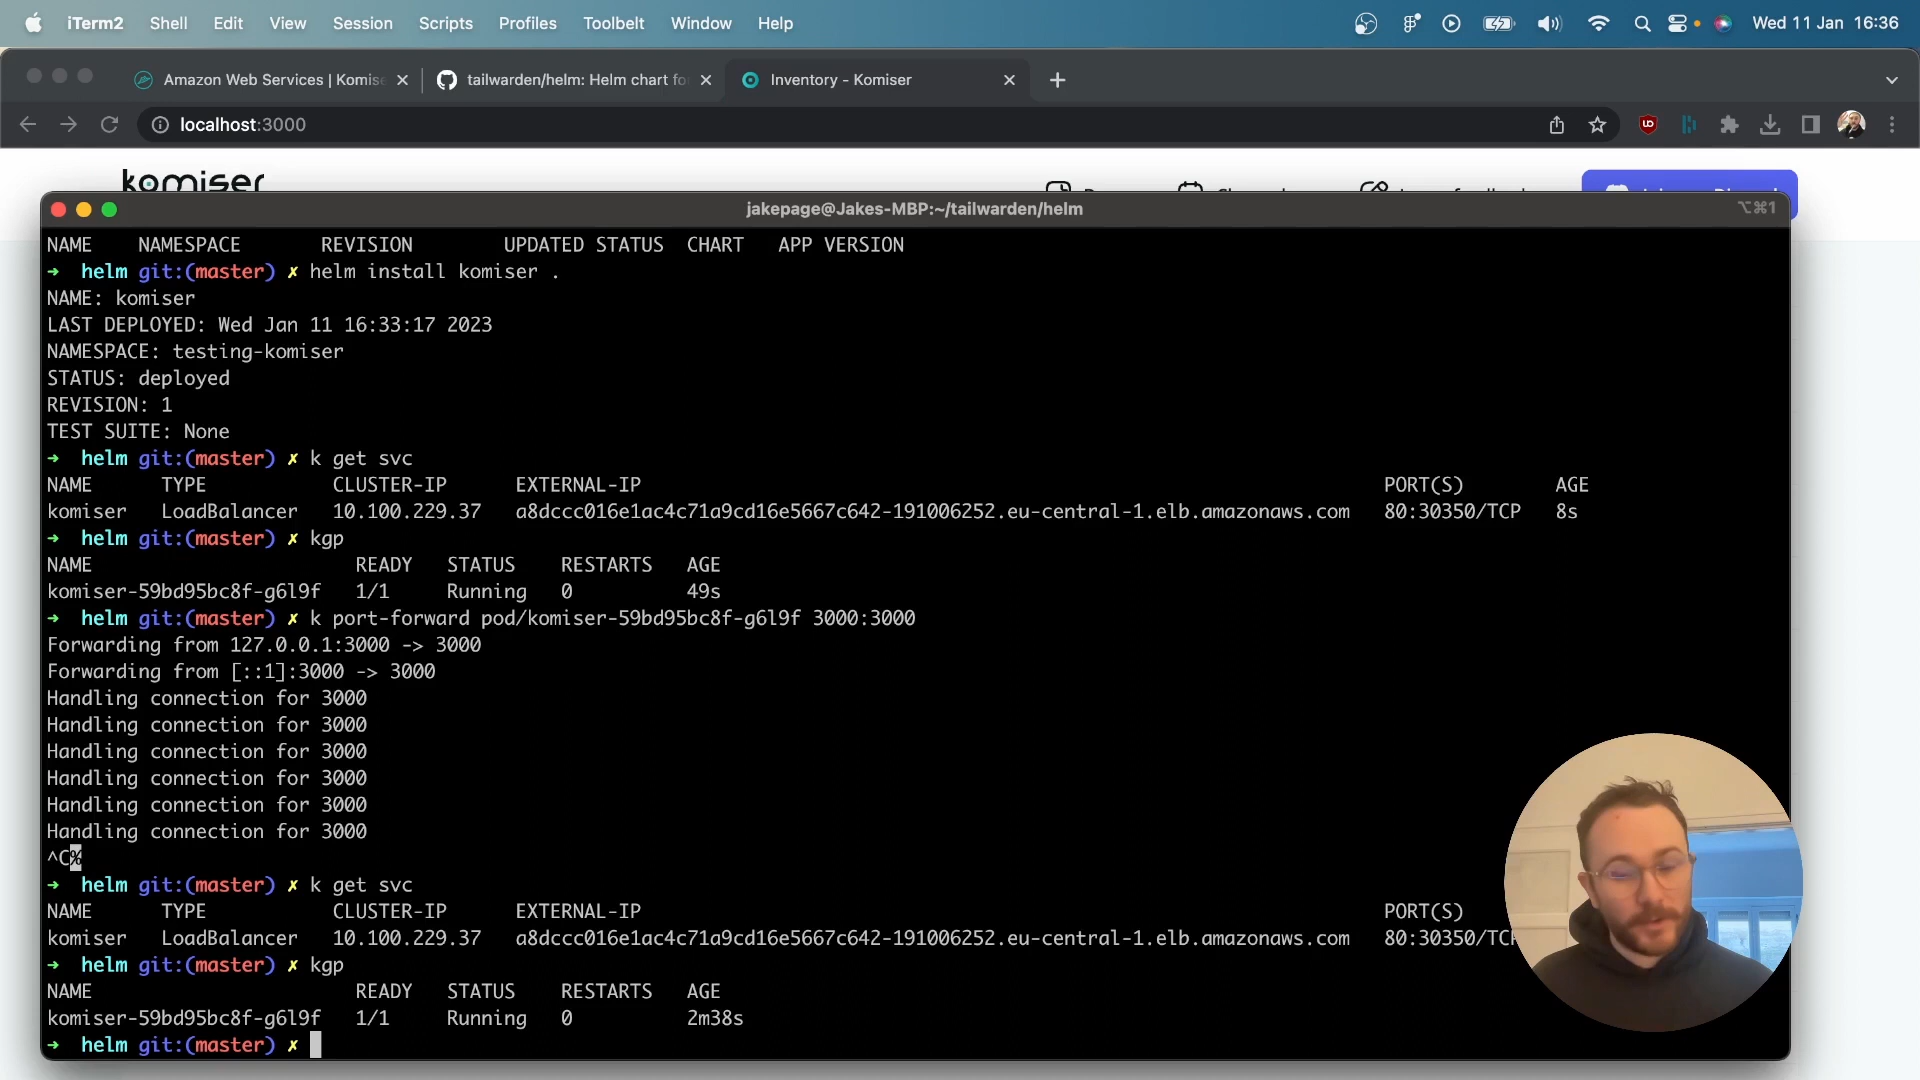 iTerm2 Shell Edit View Session Scripts Profiles Toolbelt Window Help Wed 11 Jan 16:36
Amazon Web Services | Komise
tailwarden/helm: Helm chart fo
Inventory - Komiser
localhost:3000
komiser
jakepage@Jakes-MBP:~/tailwarden/helm ⌥⌘1
NAME NAMESPACE REVISION UPDATED STATUS CHART APP VERSION
→ helm git:(master) ✗ helm install komiser .
NAME: komiser
LAST DEPLOYED: Wed Jan 11 16:33:17 2023
NAMESPACE: testing-komiser
STATUS: deployed
REVISION: 1
TEST SUITE: None
→ helm git:(master) ✗ k get svc
NAME TYPE CLUSTER-IP EXTERNAL-IP PORT(S) AGE
komiser LoadBalancer 10.100.229.37 a8dccc016e1ac4c71a9cd16e5667c642-191006252.eu-central-1.elb.amazonaws.com 80:30350/TCP 8s
→ helm git:(master) ✗ kgp
NAME READY STATUS RESTARTS AGE
komiser-59bd95bc8f-g6l9f 1/1 Running 0 49s
→ helm git:(master) ✗ k port-forward pod/komiser-59bd95bc8f-g6l9f 3000:3000
Forwarding from 127.0.0.1:3000 -> 3000
Forwarding from [::1]:3000 -> 3000
Handling connection for 3000
Handling connection for 3000
Handling connection for 3000
Handling connection for 3000
Handling connection for 3000
Handling connection for 3000
^C%
→ helm git:(master) ✗ k get svc
NAME TYPE CLUSTER-IP EXTERNAL-IP PORT(S)
komiser LoadBalancer 10.100.229.37 a8dccc016e1ac4c71a9cd16e5667c642-191006252.eu-central-1.elb.amazonaws.com 80:30350/TCP
→ helm git:(master) ✗ kgp
NAME READY STATUS RESTARTS AGE
komiser-59bd95bc8f-g6l9f 1/1 Running 0 2m38s
→ helm git:(master) ✗